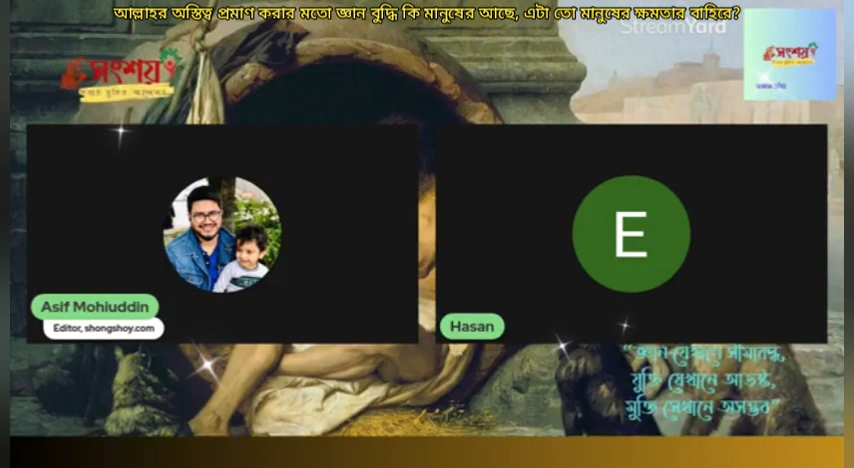 আল্লাহর অস্তিত্ব প্রমাণ করার মতো জ্ঞান বুদ্ধি কি মানুষের আছে, এটা তো মানুষের ক্ষমতার বাহিরে?
StreamYard
সংশয়
সংশয়
E
Asif Mohiuddin
Editor, shongshoy.com
Hasan
"জ্ঞান যেখানে সীমাবদ্ধ,
যুক্তি যেখানে আড়ষ্ট,
মুক্তি সেখানে অসম্ভব"